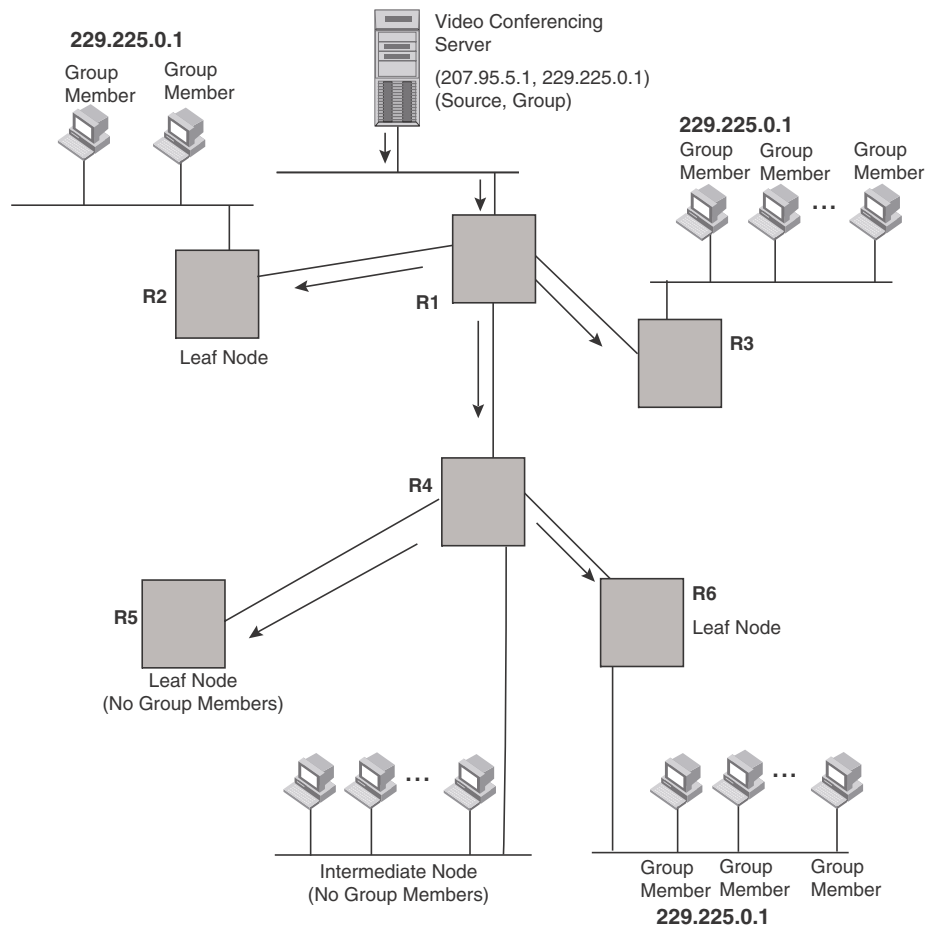 Video Conferencing
Server
(207.95.5.1, 229.225.0.1)
(Source, Group)
229.225.0.1
Group
Member
Group
Member
229.225.0.1
Group
Member
Group
Member
Group
Member
...
R2
Leaf Node
R1
R3
R4
R5
Leaf Node
(No Group Members)
R6
Leaf Node
...
Intermediate Node
(No Group Members)
...
Group
Member
Group
Member
Group
Member
229.225.0.1